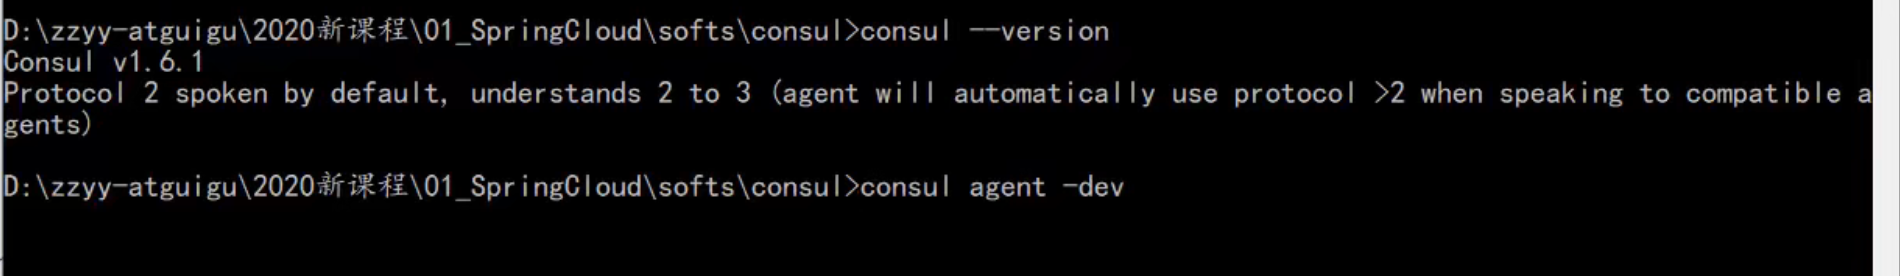 D:\zzyy-atguigu\2020新课程\01_SpringCloud\softs\consul>consul --version
Consul v1.6.1
Protocol 2 spoken by default, understands 2 to 3 (agent will automatically use protocol >2 when speaking to compatible a
gents)
D:\zzyy-atguigu\2020新课程\01_SpringCloud\softs\consul>consul agent -dev